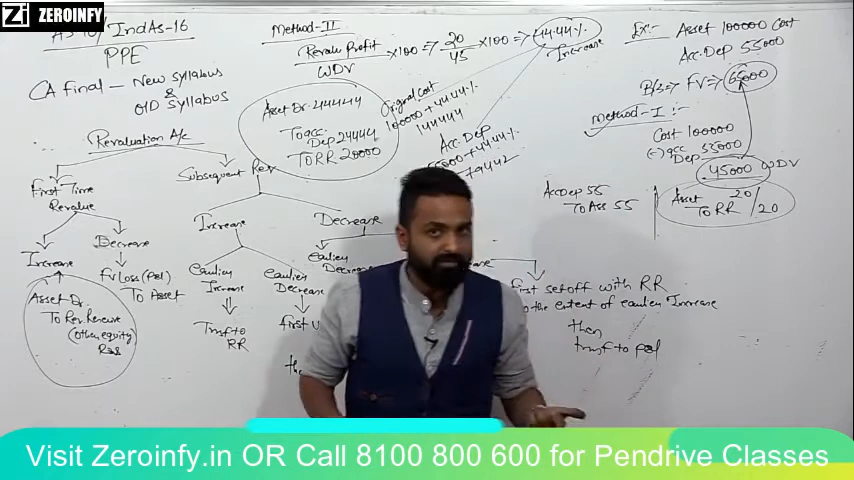 Zi ZEROINFY
AS-10/IndAs-16
PPE
CA Final - New Syllabus
&
Old Syllabus
Revaluation A/c
First Time
Revalue
Subsequent Rev
Increase
Decrease
Asset Dr.
To Rev Reserve
(other equity)
R&S
FV Loss (P&L)
To Asset
Increase
Decrease
earlier
Increase
earlier
Decrease
earlier
Decrease
Trnsf to
RR
First
First setoff with RR
to the extent of earlier Increase
then
trnsf to P&L
Method-II
Revalu Profit
WDV
×100 => 20/45 ×100 => 44.44%
Increase
Original Cost
100000 + 44.44%
144444
Acc. Dep
55000 + 44.44%
79442
Asset Dr. 44444
To acc.
Dep 24444
To RR 20000
Ex:- Asset 100000 Cost
Acc. Dep 55000
B/S => FV => 65000
Method-I :-
Cost 100000
(-) acc 55000
Dep
45000 WDV
Acc Dep 55
To Ass 55
Asset 20
To RR 20
Visit Zeroinfy.in OR Call 8100 800 600 for Pendrive Classes